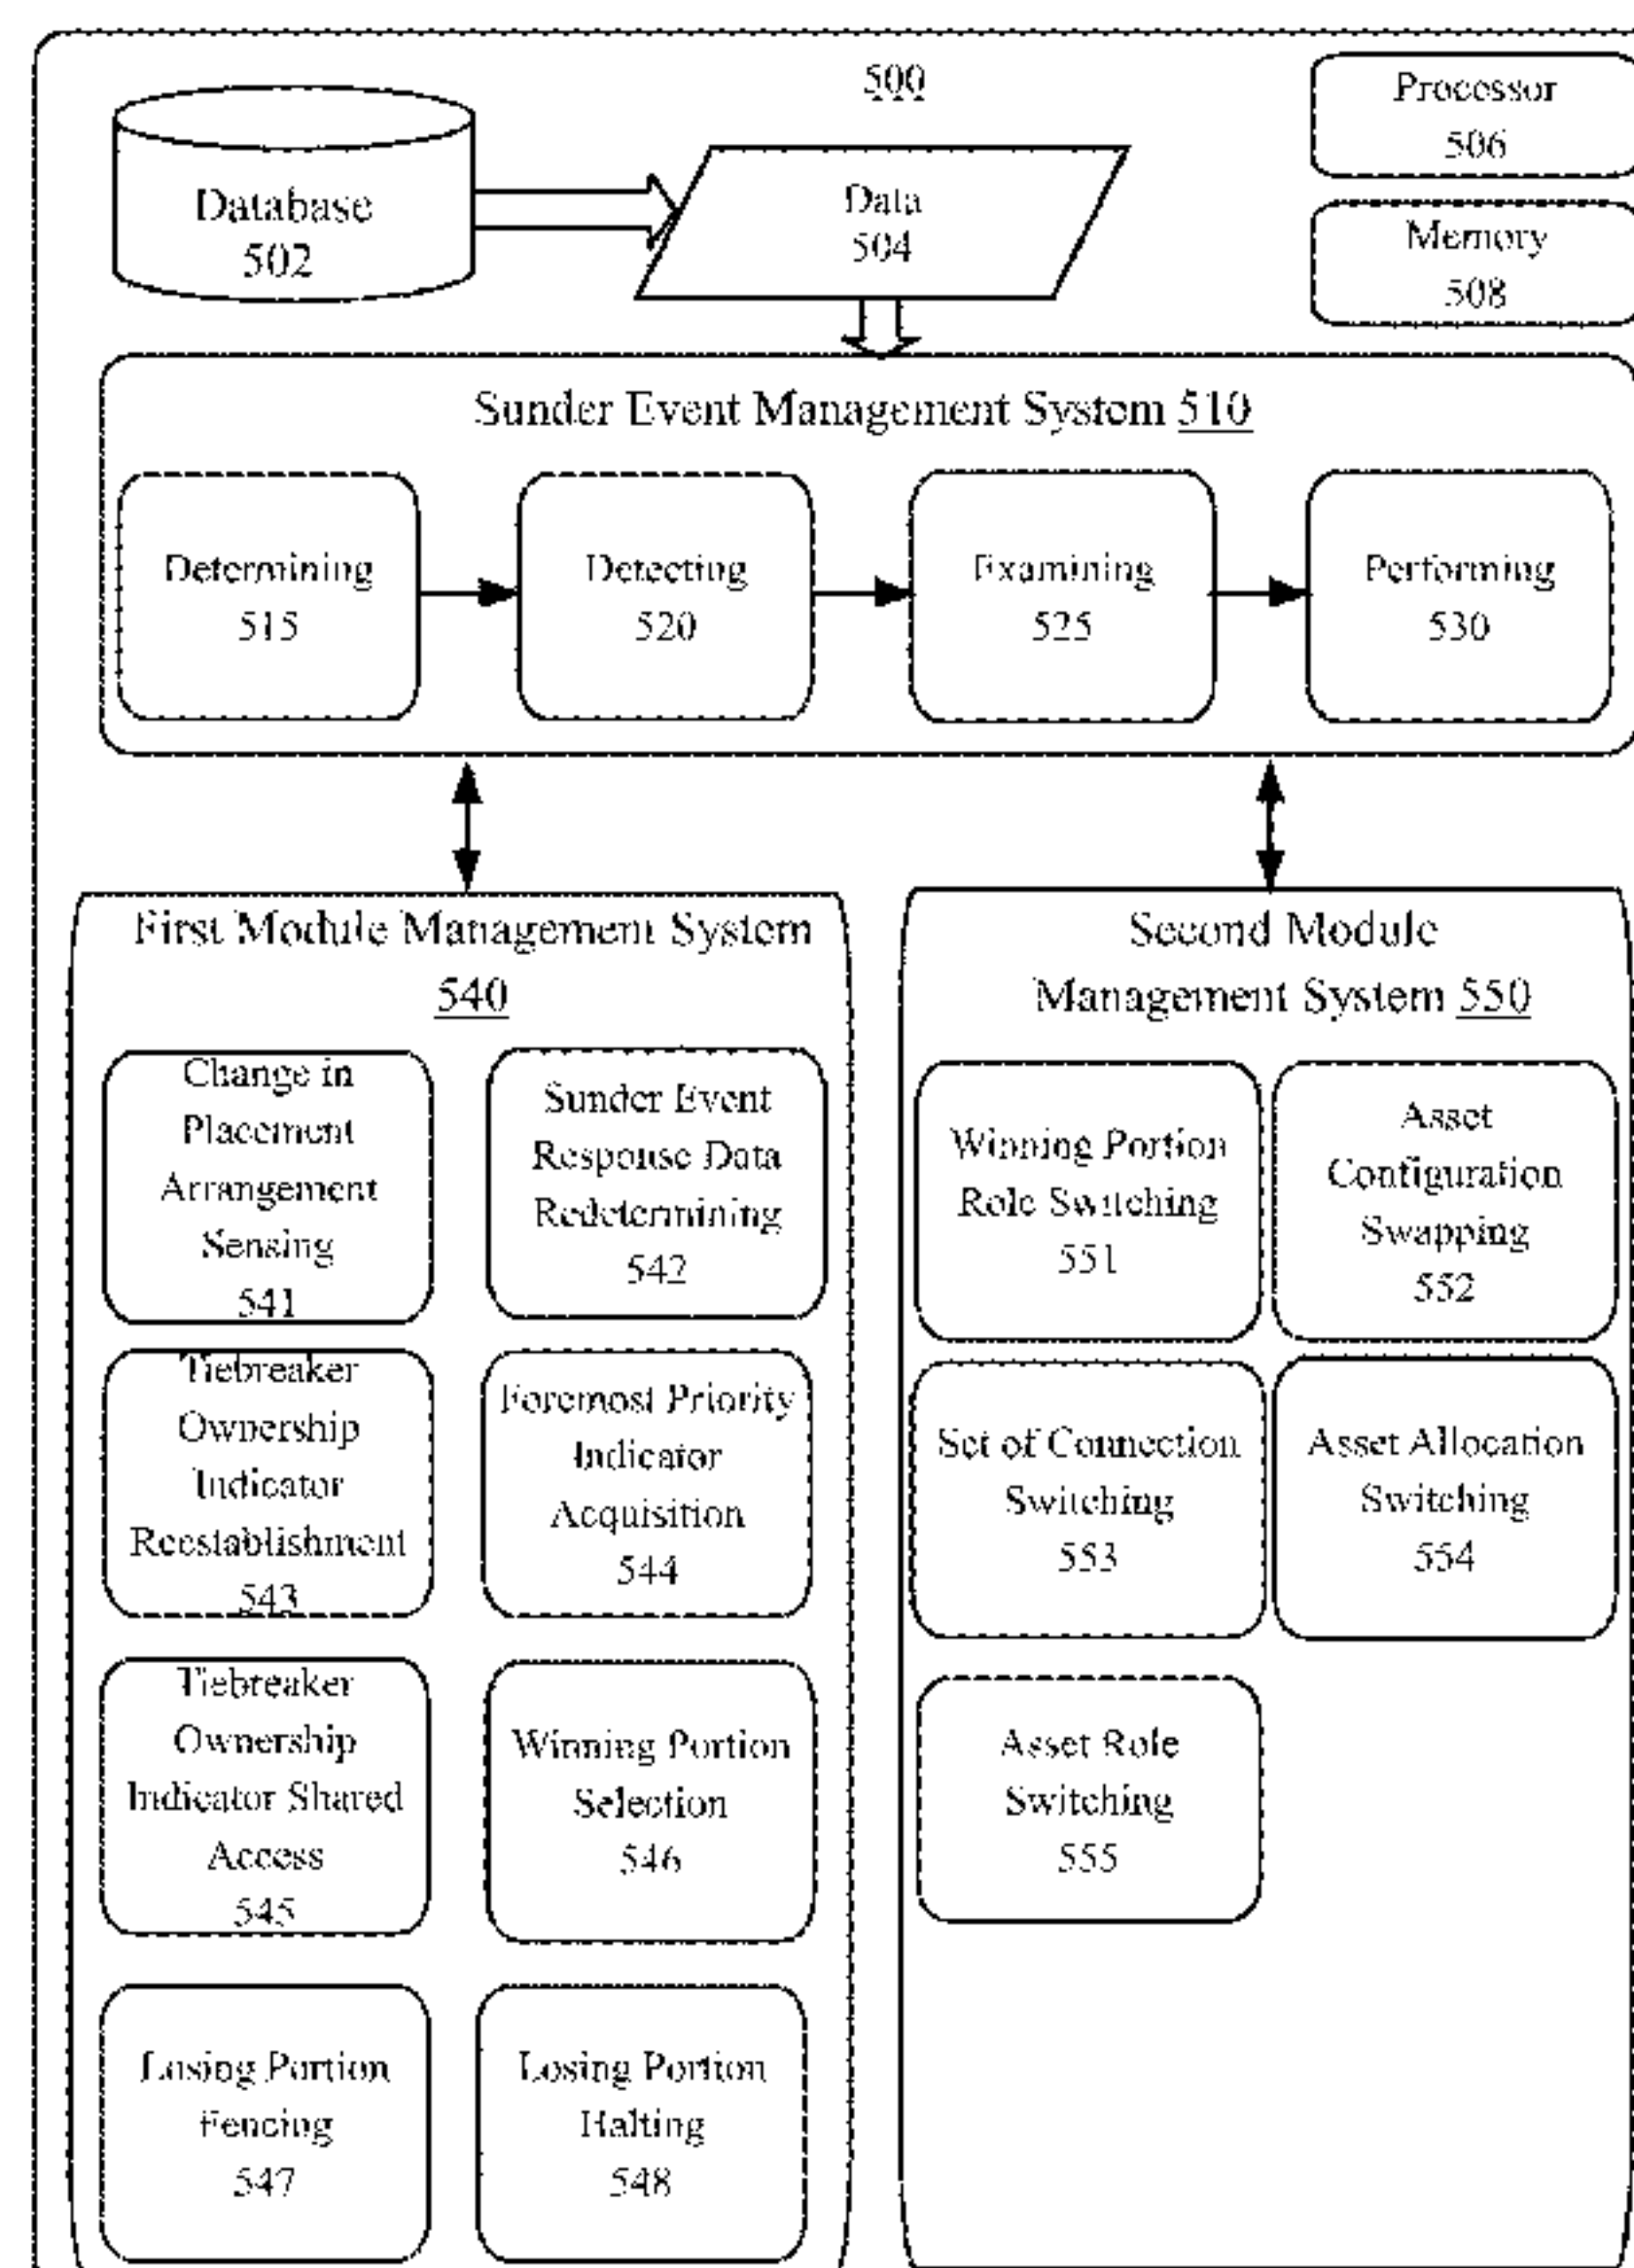 500
Processor
506
Database
502
Data
504
Memory
508
Sunder Event Management System 510
Determining
515
Detecting
520
Examining
525
Performing
530
First Module Management System
540
Change in
Placement
Arrangement
Sensing
541
Sunder Event
Response Data
Redetermining
542
Tiebreaker
Ownership
Indicator
Reestablishment
543
Foremost Priority
Indicator
Acquisition
544
Tiebreaker
Ownership
Indicator Shared
Access
545
Winning Portion
Selection
546
Losing Portion
Fencing
547
Losing Portion
Halting
548
Second Module
Management System 550
Winning Portion
Role Switching
551
Asset
Configuration
Swapping
552
Set of Connection
Switching
553
Asset Allocation
Switching
554
Asset Role
Switching
555